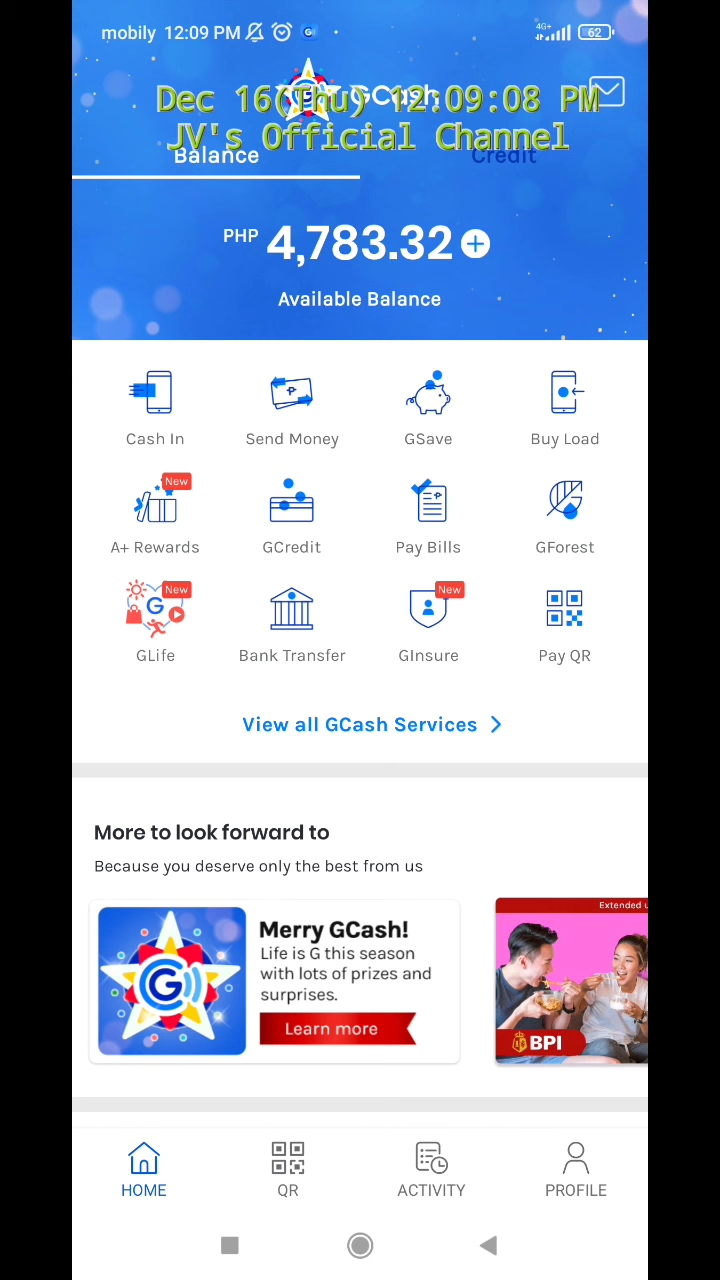 mobily 12:09 PM 4G+ 62
GCash
Dec 16(Thu) 12:09:08 PM
JV's Official Channel
Balance Credit
PHP 4,783.32
Available Balance
Cash In Send Money GSave Buy Load
New
A+ Rewards GCredit Pay Bills GForest
New New
GLife Bank Transfer GInsure Pay QR
View all GCash Services
More to look forward to
Because you deserve only the best from us
Extended u
Merry GCash!
Life is G this season
with lots of prizes and
surprises.
Learn more
BPI
HOME QR ACTIVITY PROFILE